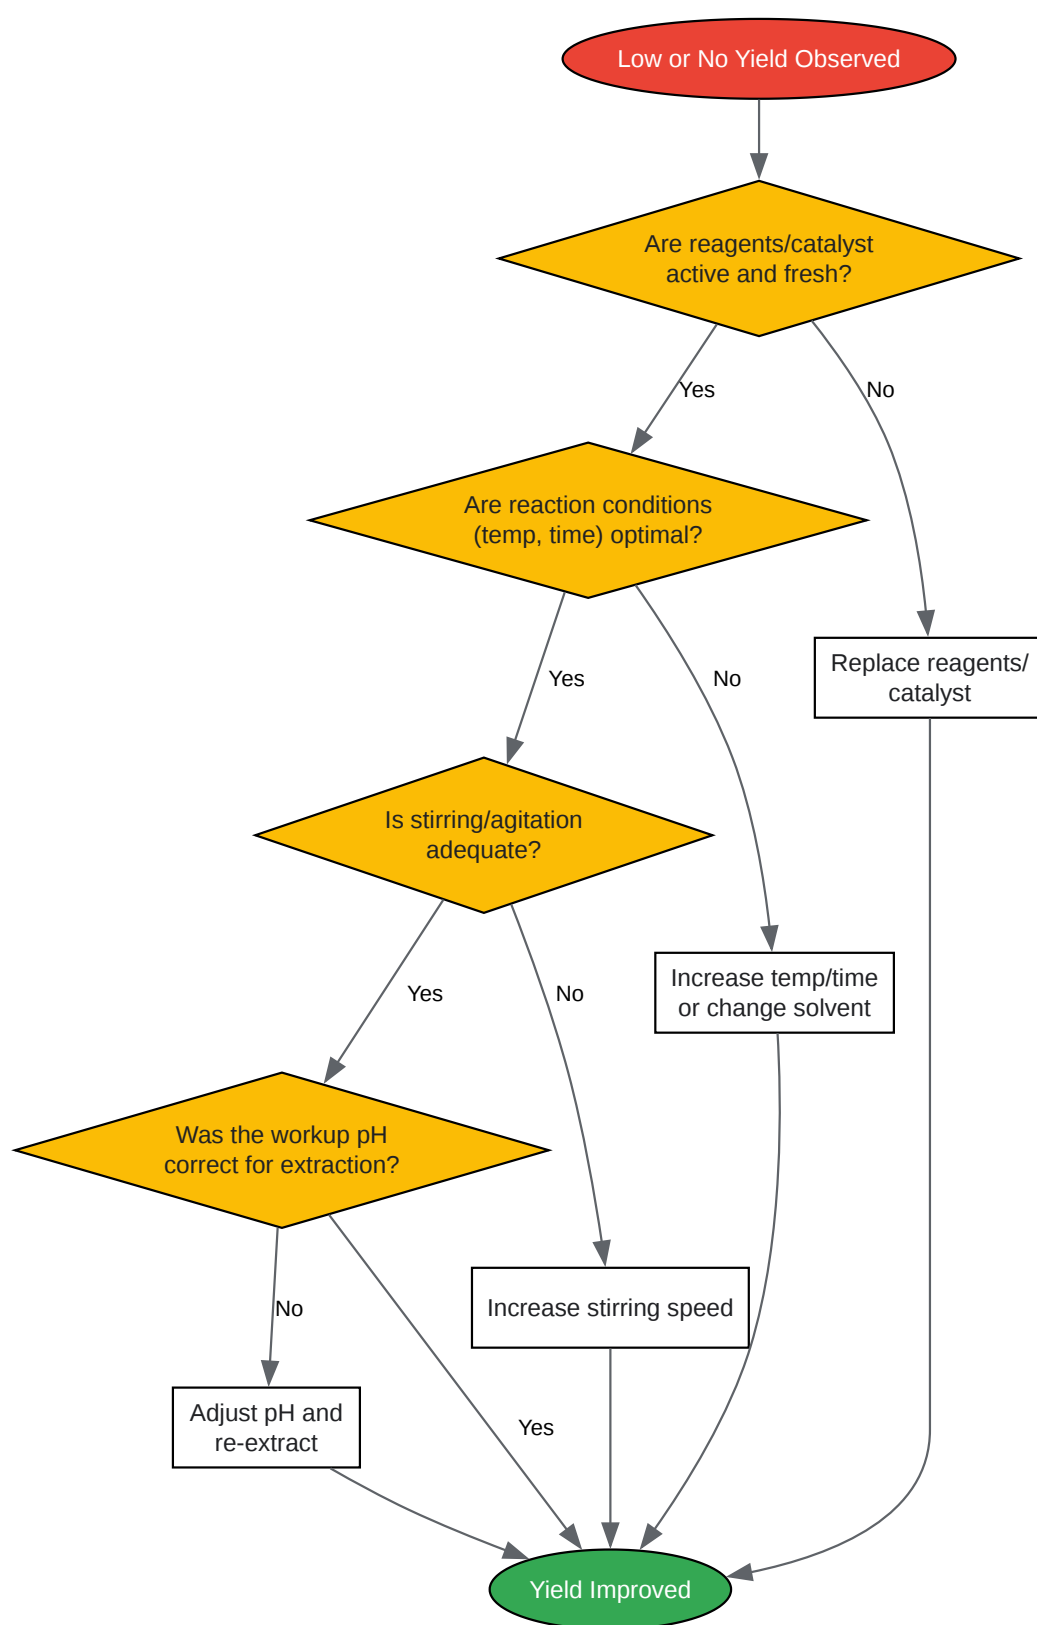 Low or No Yield Observed
Are reagents/catalyst
active and fresh?
Yes
No
Are reaction conditions
(temp, time) optimal?
Yes
No
Replace reagents/
catalyst
Is stirring/agitation
adequate?
Yes
No
Increase temp/time
or change solvent
Was the workup pH
correct for extraction?
No
Yes
Increase stirring speed
Adjust pH and
re-extract
Yield Improved